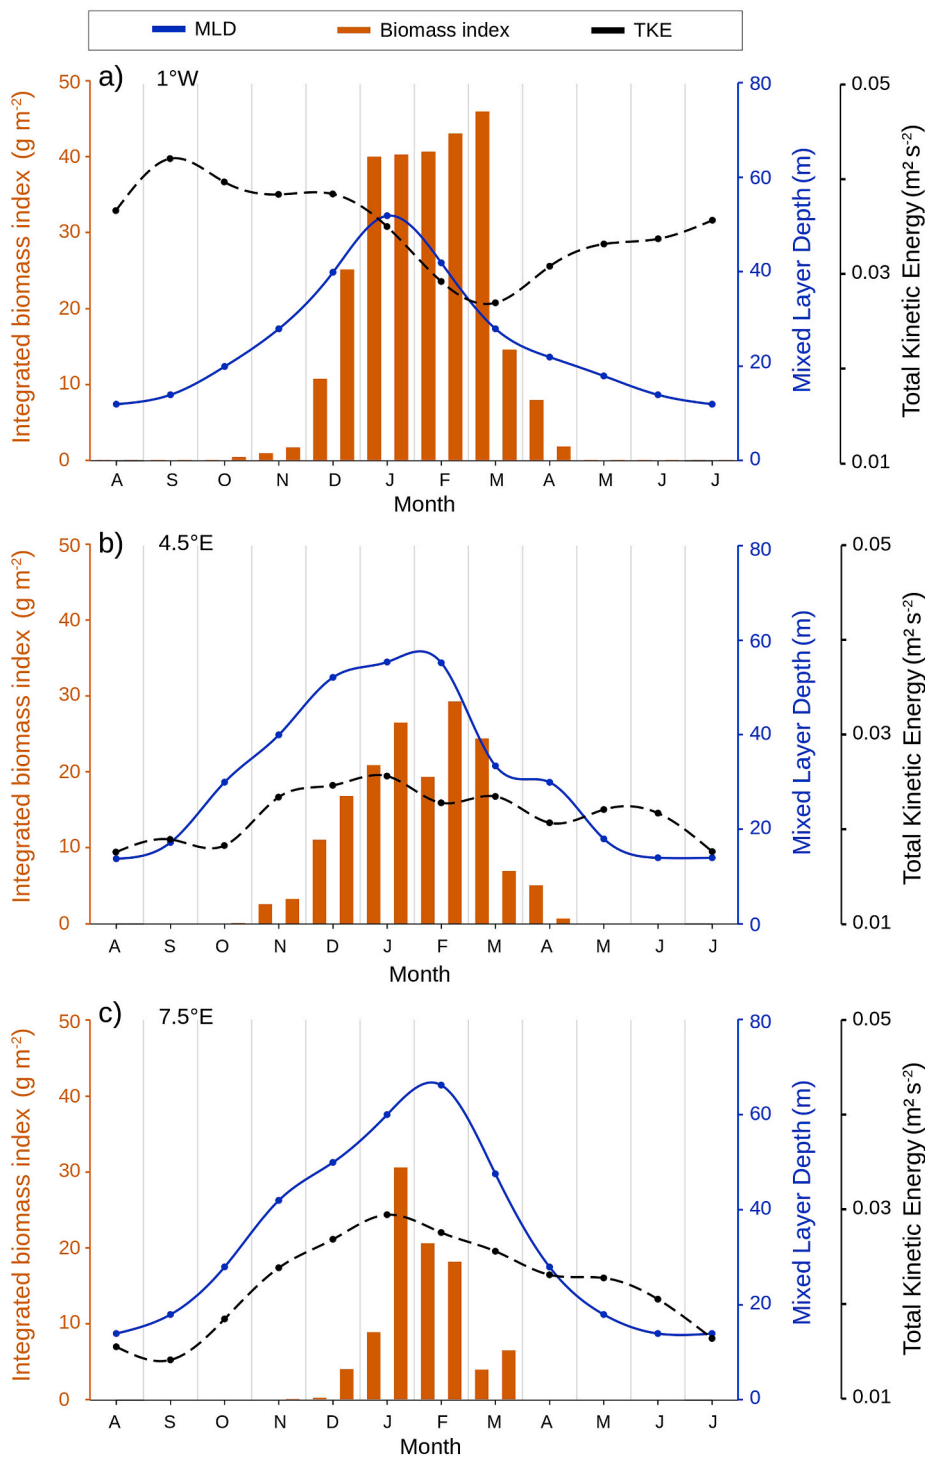 MLD Biomass index TKE
a) 1°W
50 40 30 20 10 0
Integrated biomass index (g m-2)
80 60 40 20 0
Mixed Layer Depth (m)
0.05 0.03 0.01
Total Kinetic Energy (m² s-2)
A S O N D J F M A M J J
Month
b) 4.5°E
50 40 30 20 10 0
Integrated biomass index (g m-2)
80 60 40 20 0
Mixed Layer Depth (m)
0.05 0.03 0.01
Total Kinetic Energy (m² s-2)
A S O N D J F M A M J J
Month
c) 7.5°E
50 40 30 20 10 0
Integrated biomass index (g m-2)
80 60 40 20 0
Mixed Layer Depth (m)
0.05 0.03 0.01
Total Kinetic Energy (m² s-2)
A S O N D J F M A M J J
Month